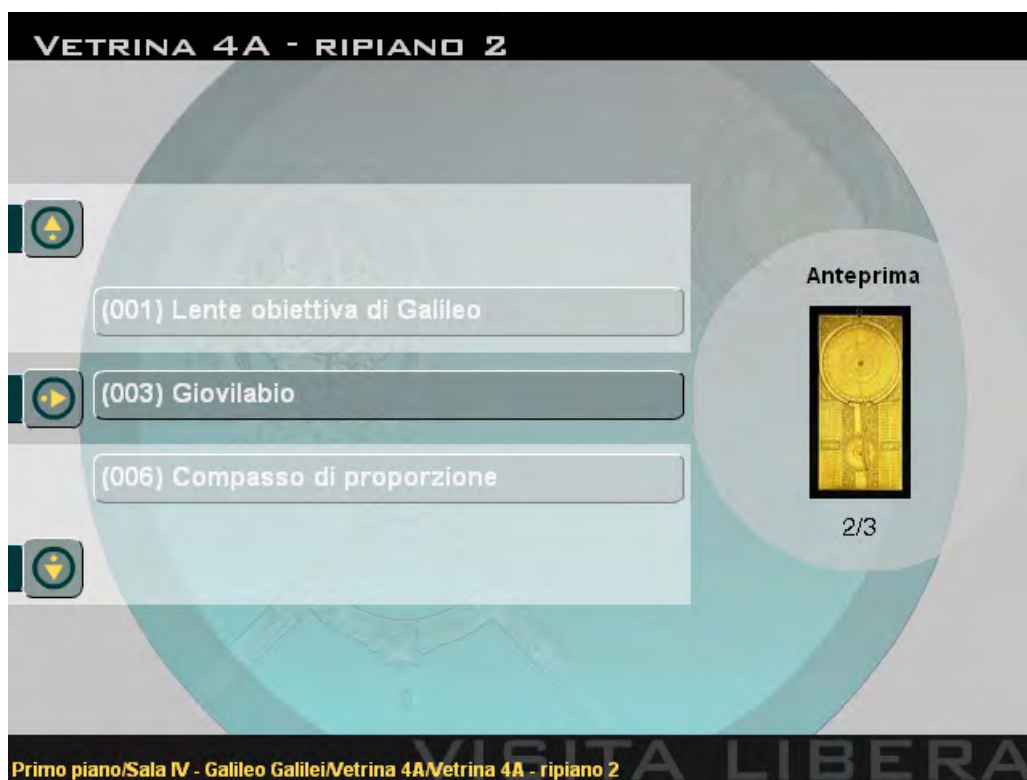 VETRINA 4A - RIPIANO 2
(001) Lente obiettiva di Galileo
(003) Giovilabio
(006) Compasso di proporzione
Anteprima
2/3
VISITA LIBERA
Primo piano/Sala IV - Galileo Galilei/Vetrina 4A/Vetrina 4A - ripiano 2